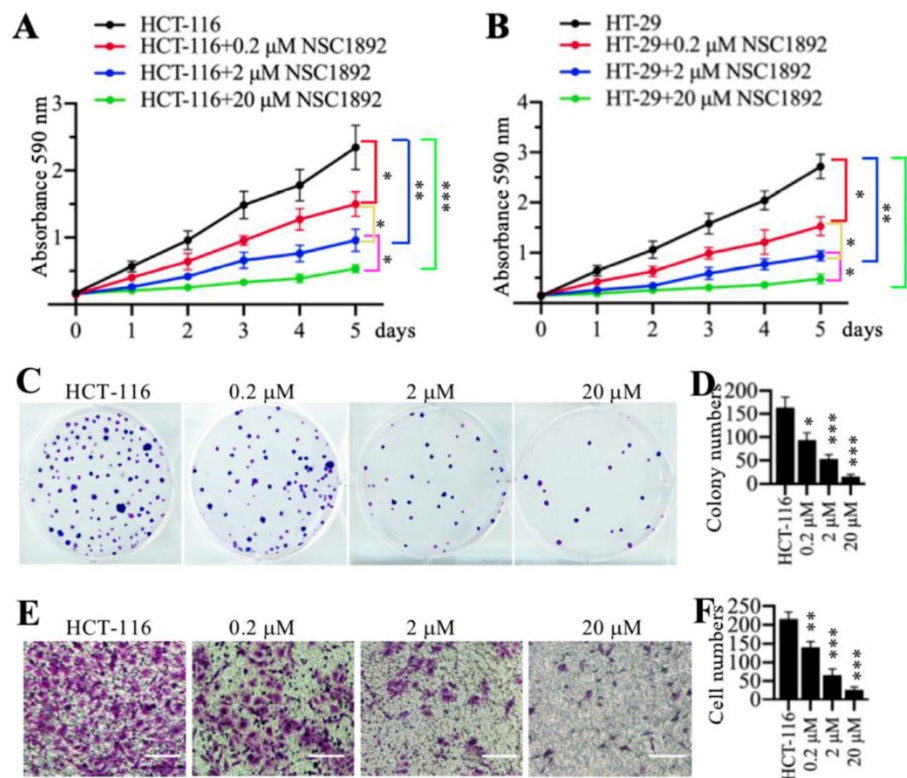 A
HCT-116
HCT-116+0.2 μM NSC1892
HCT-116+2 μM NSC1892
HCT-116+20 μM NSC1892
Absorbance 590 nm
3
2
1
0 1 2 3 4 5 days
*
**
***
*
*
B
HT-29
HT-29+0.2 μM NSC1892
HT-29+2 μM NSC1892
HT-29+20 μM NSC1892
Absorbance 590 nm
4
3
2
1
0 1 2 3 4 5 days
*
**
**
*
*
C
HCT-116 0.2 μM 2 μM 20 μM
D
Colony numbers
200
150
100
50
0
* *** ***
HCT-116 0.2 μM 2 μM 20 μM
E
HCT-116 0.2 μM 2 μM 20 μM
F
Cell numbers
250
200
150
100
50
0
** *** ***
HCT-116 0.2 μM 2 μM 20 μM